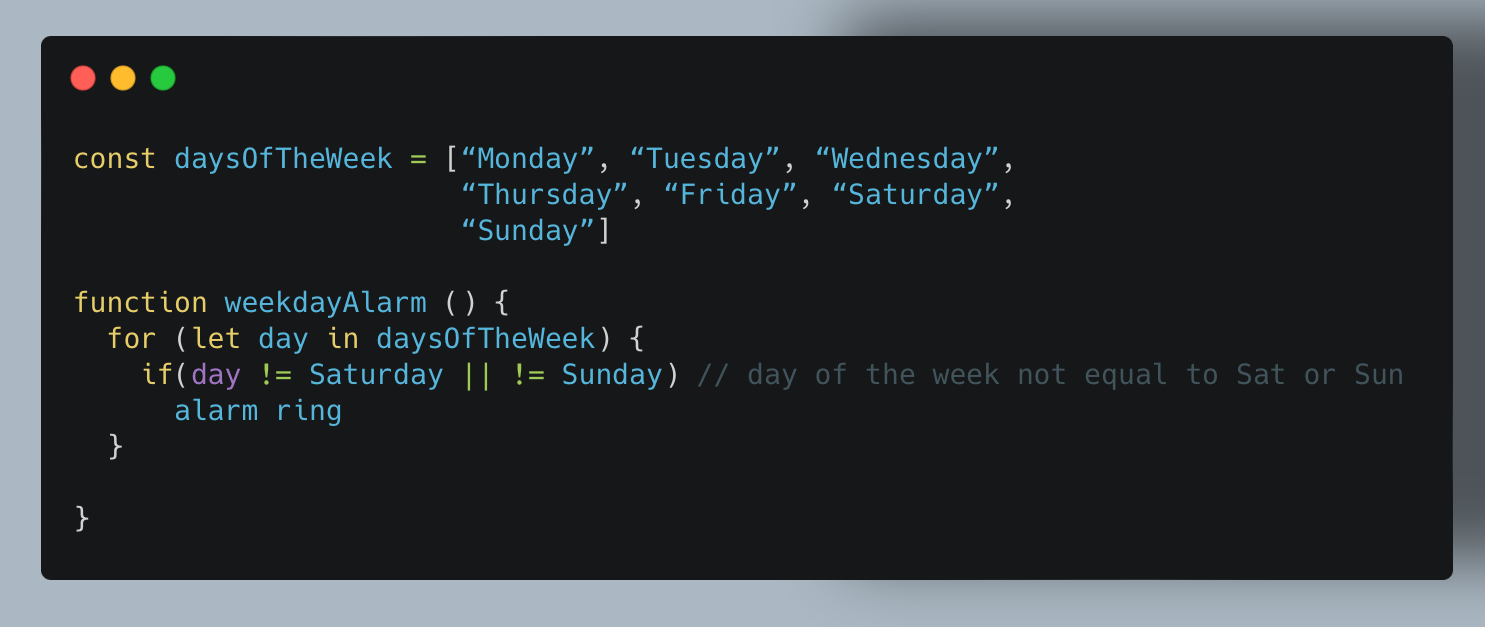 const daysOfTheWeek = [“Monday”, “Tuesday”, “Wednesday”,
“Thursday”, “Friday”, “Saturday”,
“Sunday”]
function weekdayAlarm () {
for (let day in daysOfTheWeek) {
if(day != Saturday || != Sunday) // day of the week not equal to Sat or Sun
alarm ring
}
}